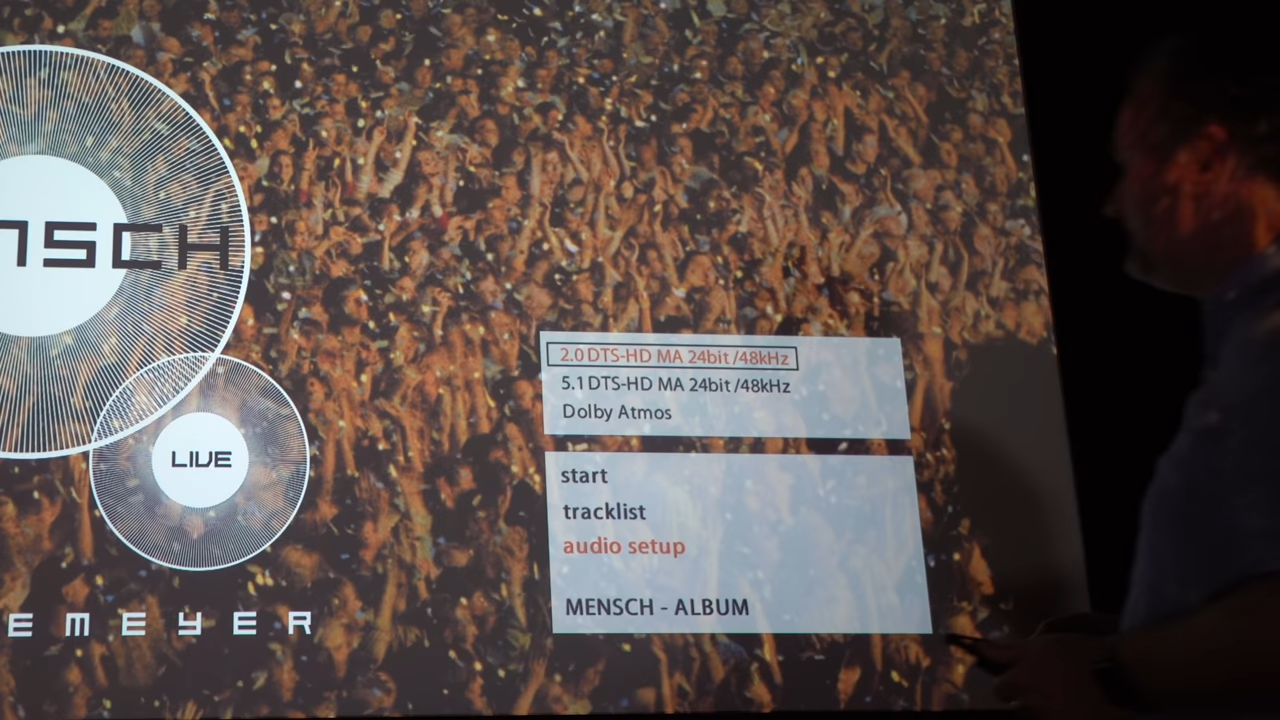 NSCH
LIVE
EMEYER
2.0 DTS-HD MA 24bit /48kHz
5.1 DTS-HD MA 24bit /48kHz
Dolby Atmos
start
tracklist
audio setup
MENSCH - ALBUM